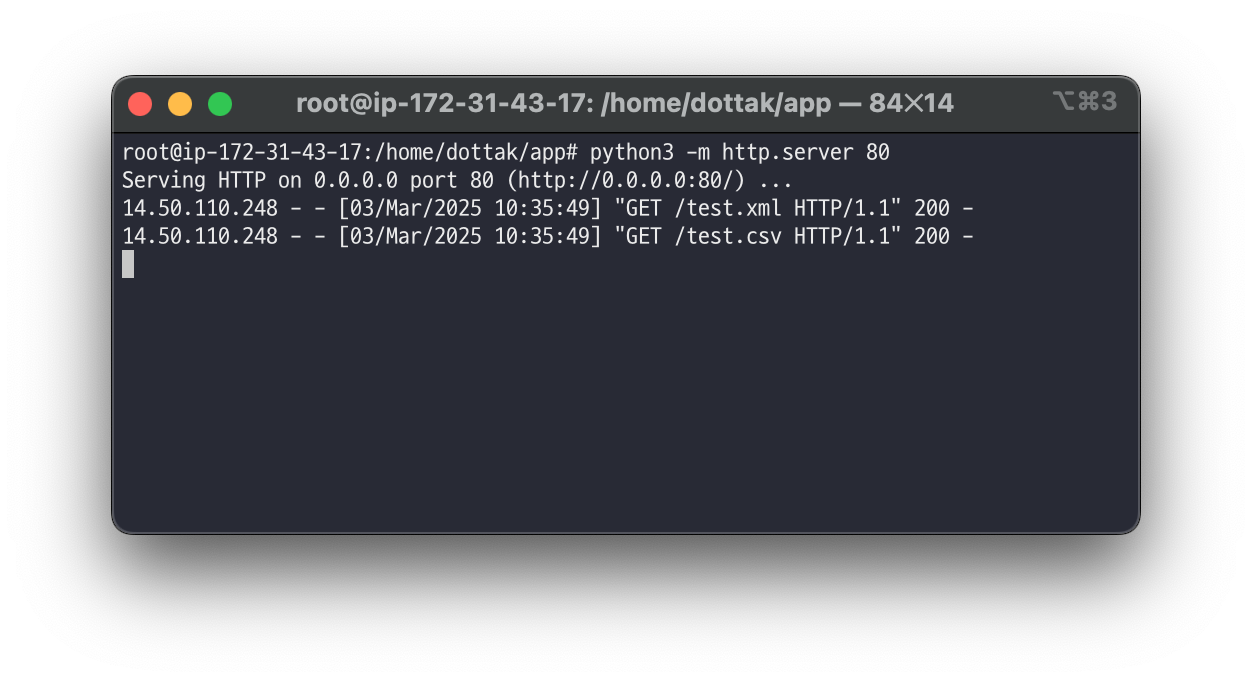 root@ip-172-31-43-17: /home/dottak/app — 84×14
⌥⌘3
root@ip-172-31-43-17:/home/dottak/app# python3 -m http.server 80
Serving HTTP on 0.0.0.0 port 80 (http://0.0.0.0:80/) ...
14.50.110.248 - - [03/Mar/2025 10:35:49] "GET /test.xml HTTP/1.1" 200 -
14.50.110.248 - - [03/Mar/2025 10:35:49] "GET /test.csv HTTP/1.1" 200 -